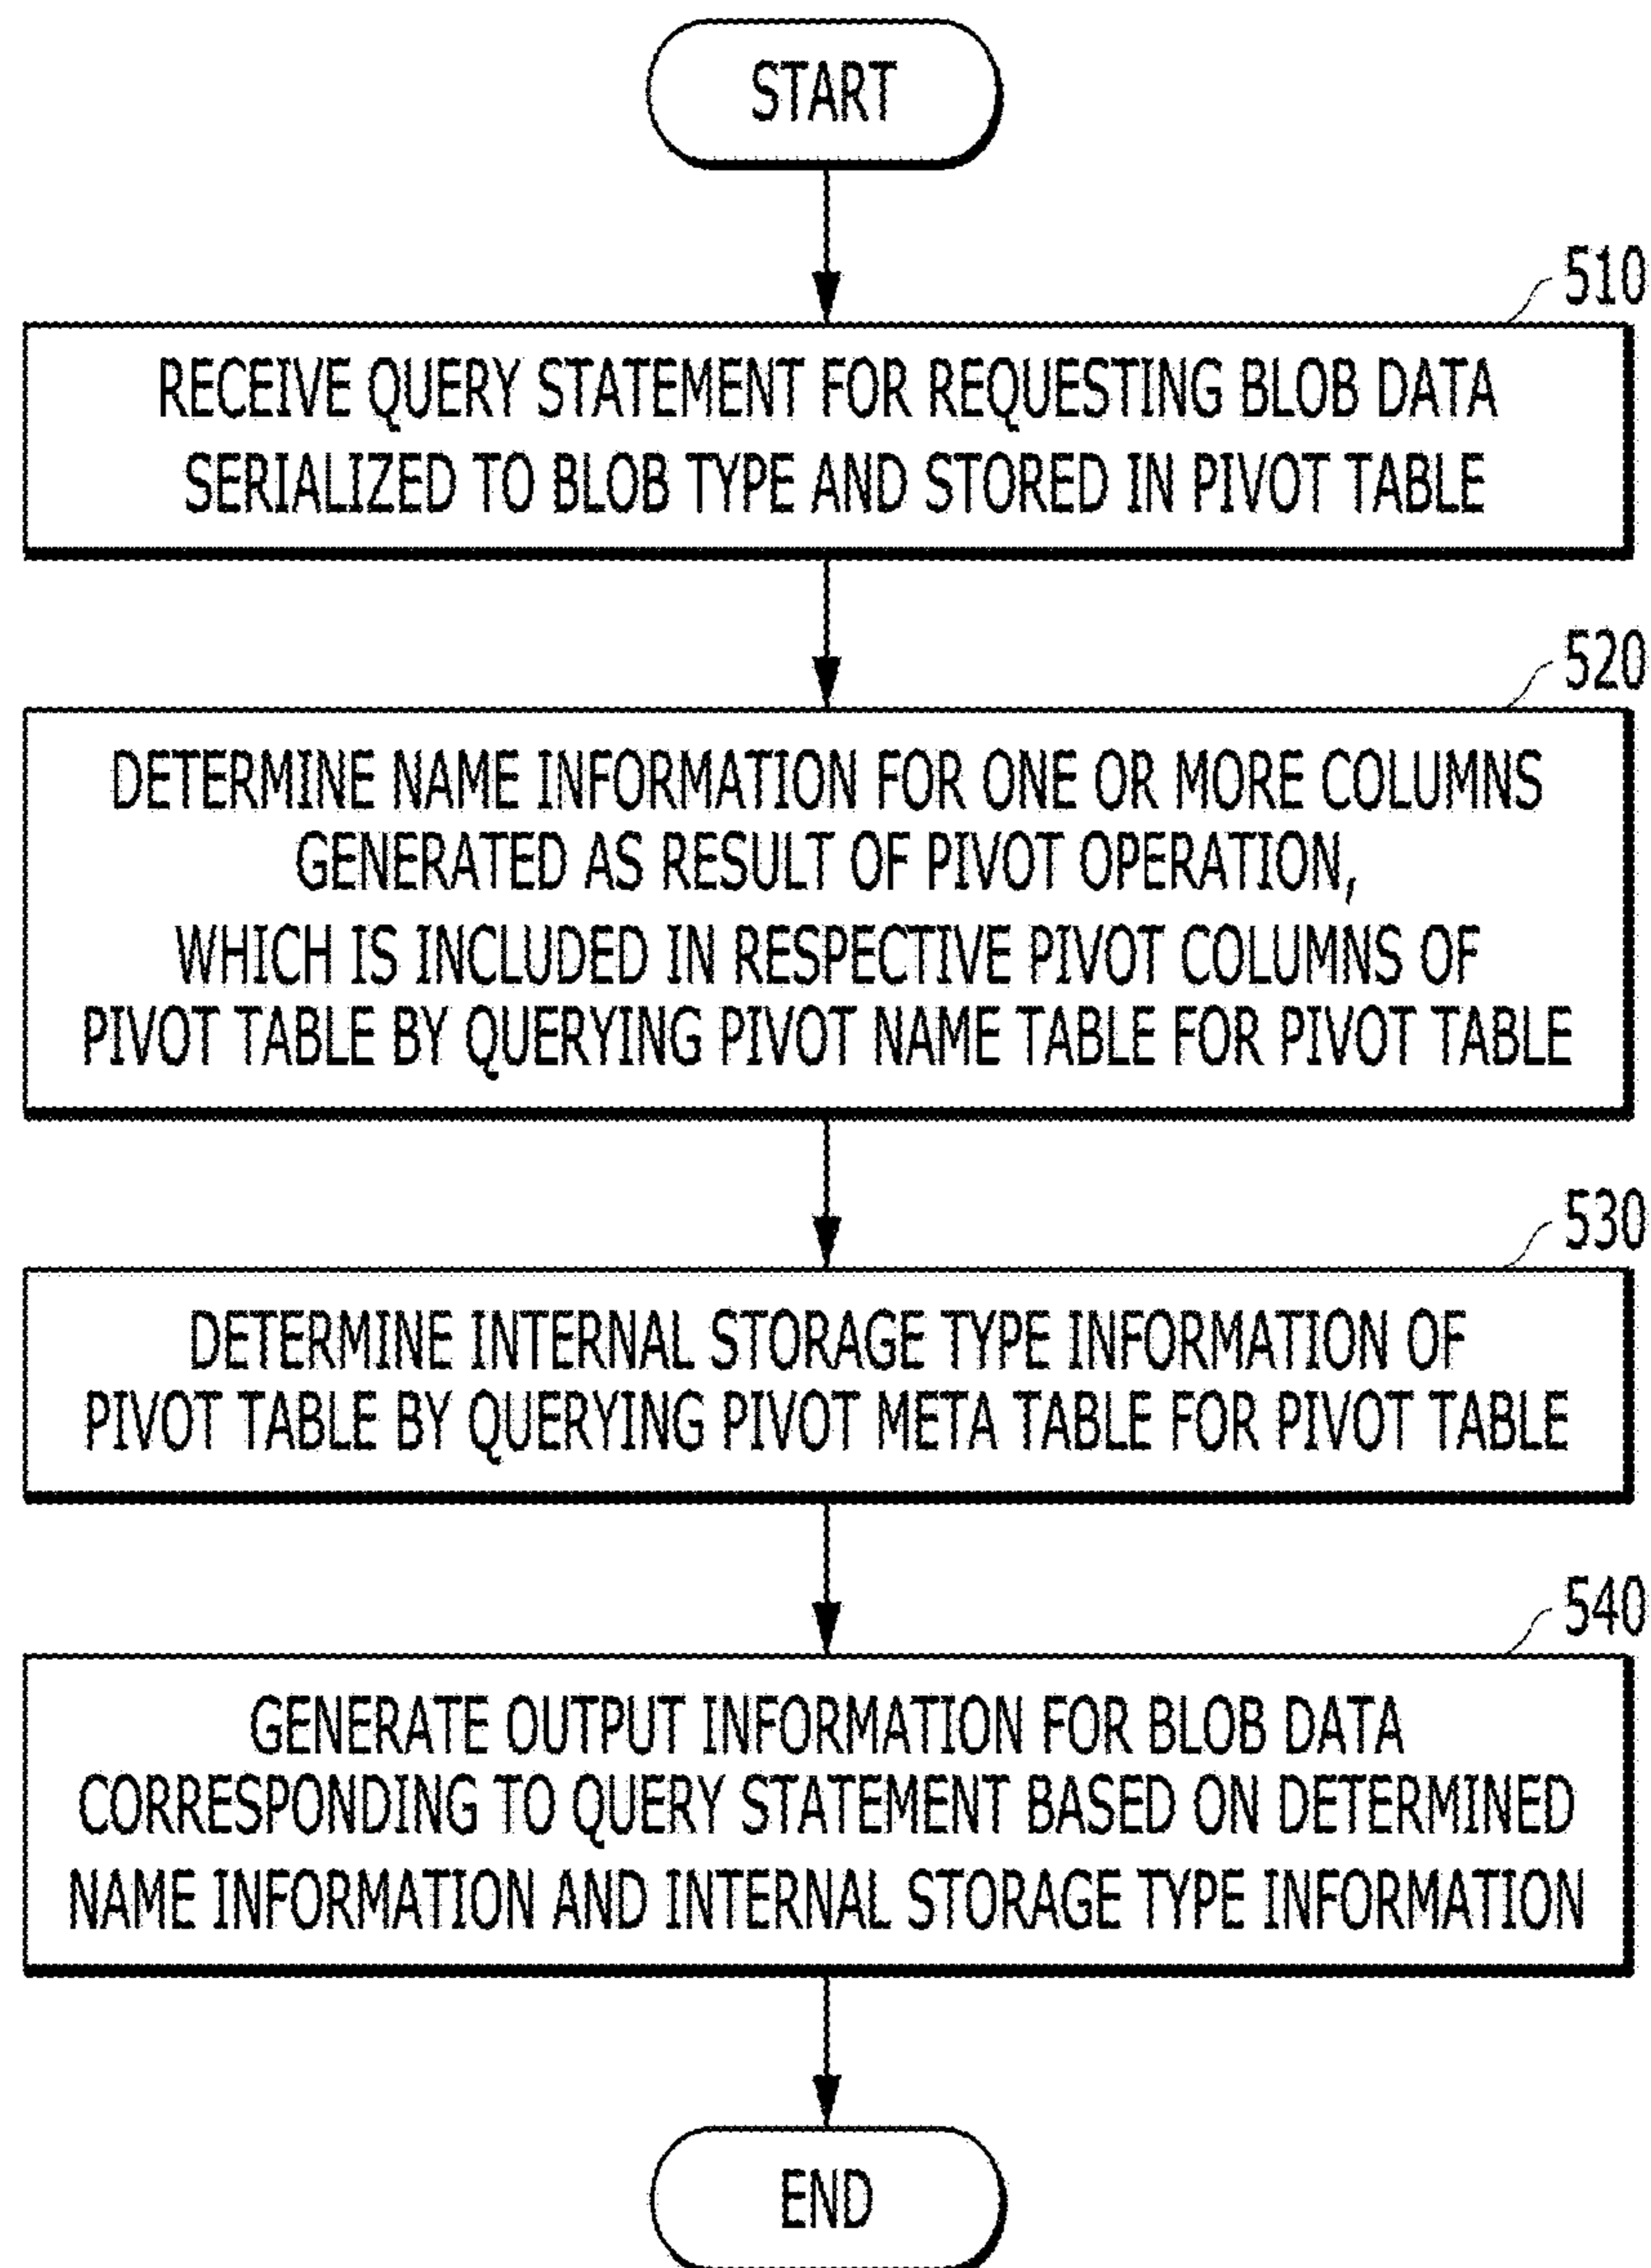 START
510
RECEIVE QUERY STATEMENT FOR REQUESTING BLOB DATA
SERIALIZED TO BLOB TYPE AND STORED IN PIVOT TABLE
520
DETERMINE NAME INFORMATION FOR ONE OR MORE COLUMNS
GENERATED AS RESULT OF PIVOT OPERATION,
WHICH IS INCLUDED IN RESPECTIVE PIVOT COLUMNS OF
PIVOT TABLE BY QUERYING PIVOT NAME TABLE FOR PIVOT TABLE
530
DETERMINE INTERNAL STORAGE TYPE INFORMATION OF
PIVOT TABLE BY QUERYING PIVOT META TABLE FOR PIVOT TABLE
540
GENERATE OUTPUT INFORMATION FOR BLOB DATA
CORRESPONDING TO QUERY STATEMENT BASED ON DETERMINED
NAME INFORMATION AND INTERNAL STORAGE TYPE INFORMATION
END